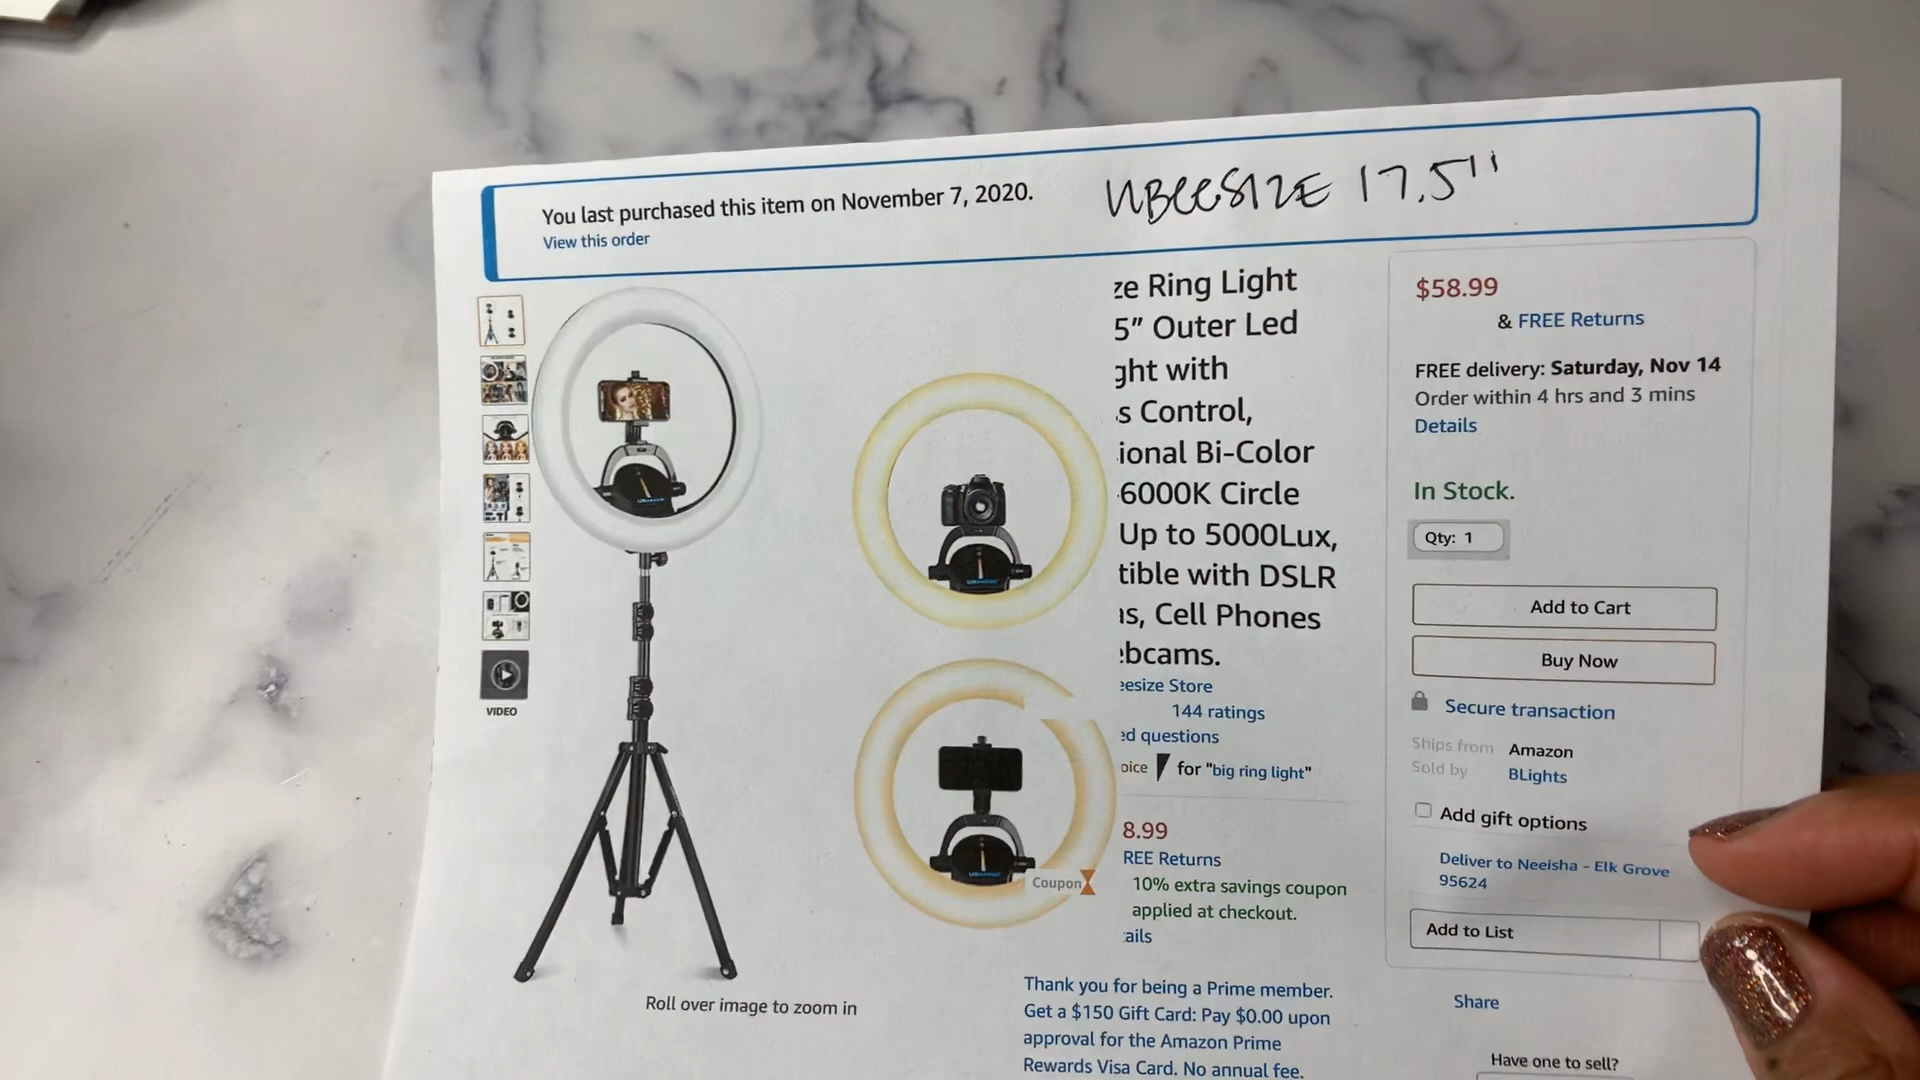 You last purchased this item on November 7, 2020.
View this order
UBeeSIZE 17.5"
ze Ring Light
5” Outer Led
ght with
s Control,
ional Bi-Color
6000K Circle
Up to 5000Lux,
tible with DSLR
as, Cell Phones
ebcams.
eesize Store
144 ratings
ed questions
oice for "big ring light"
8.99
REE Returns
Coupon
10% extra savings coupon
applied at checkout.
ails
Thank you for being a Prime member.
Get a $150 Gift Card: Pay $0.00 upon
approval for the Amazon Prime
Rewards Visa Card. No annual fee.
VIDEO
Roll over image to zoom in
$58.99
& FREE Returns
FREE delivery: Saturday, Nov 14
Order within 4 hrs and 3 mins
Details
In Stock.
Qty: 1
Add to Cart
Buy Now
Secure transaction
Ships from Amazon
Sold by BLights
Add gift options
Deliver to Neeisha - Elk Grove
95624
Add to List
Share
Have one to sell?